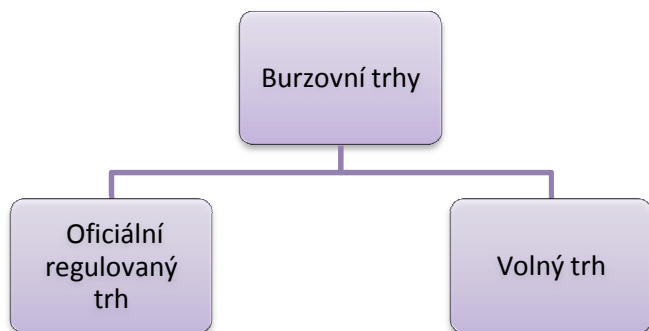 Burzovní trhy
Oficiální
regulovaný
trh
Volný trh